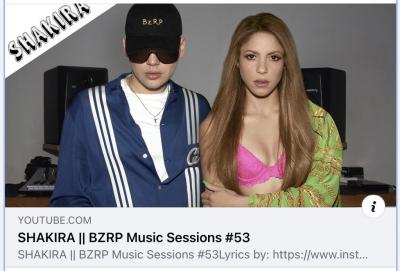 SHAKIRA
BZRP
YOUTUBE.COM
SHAKIRA || BZRP Music Sessions #53
SHAKIRA || BZRP Music Sessions #53Lyrics by: https://www.inst...